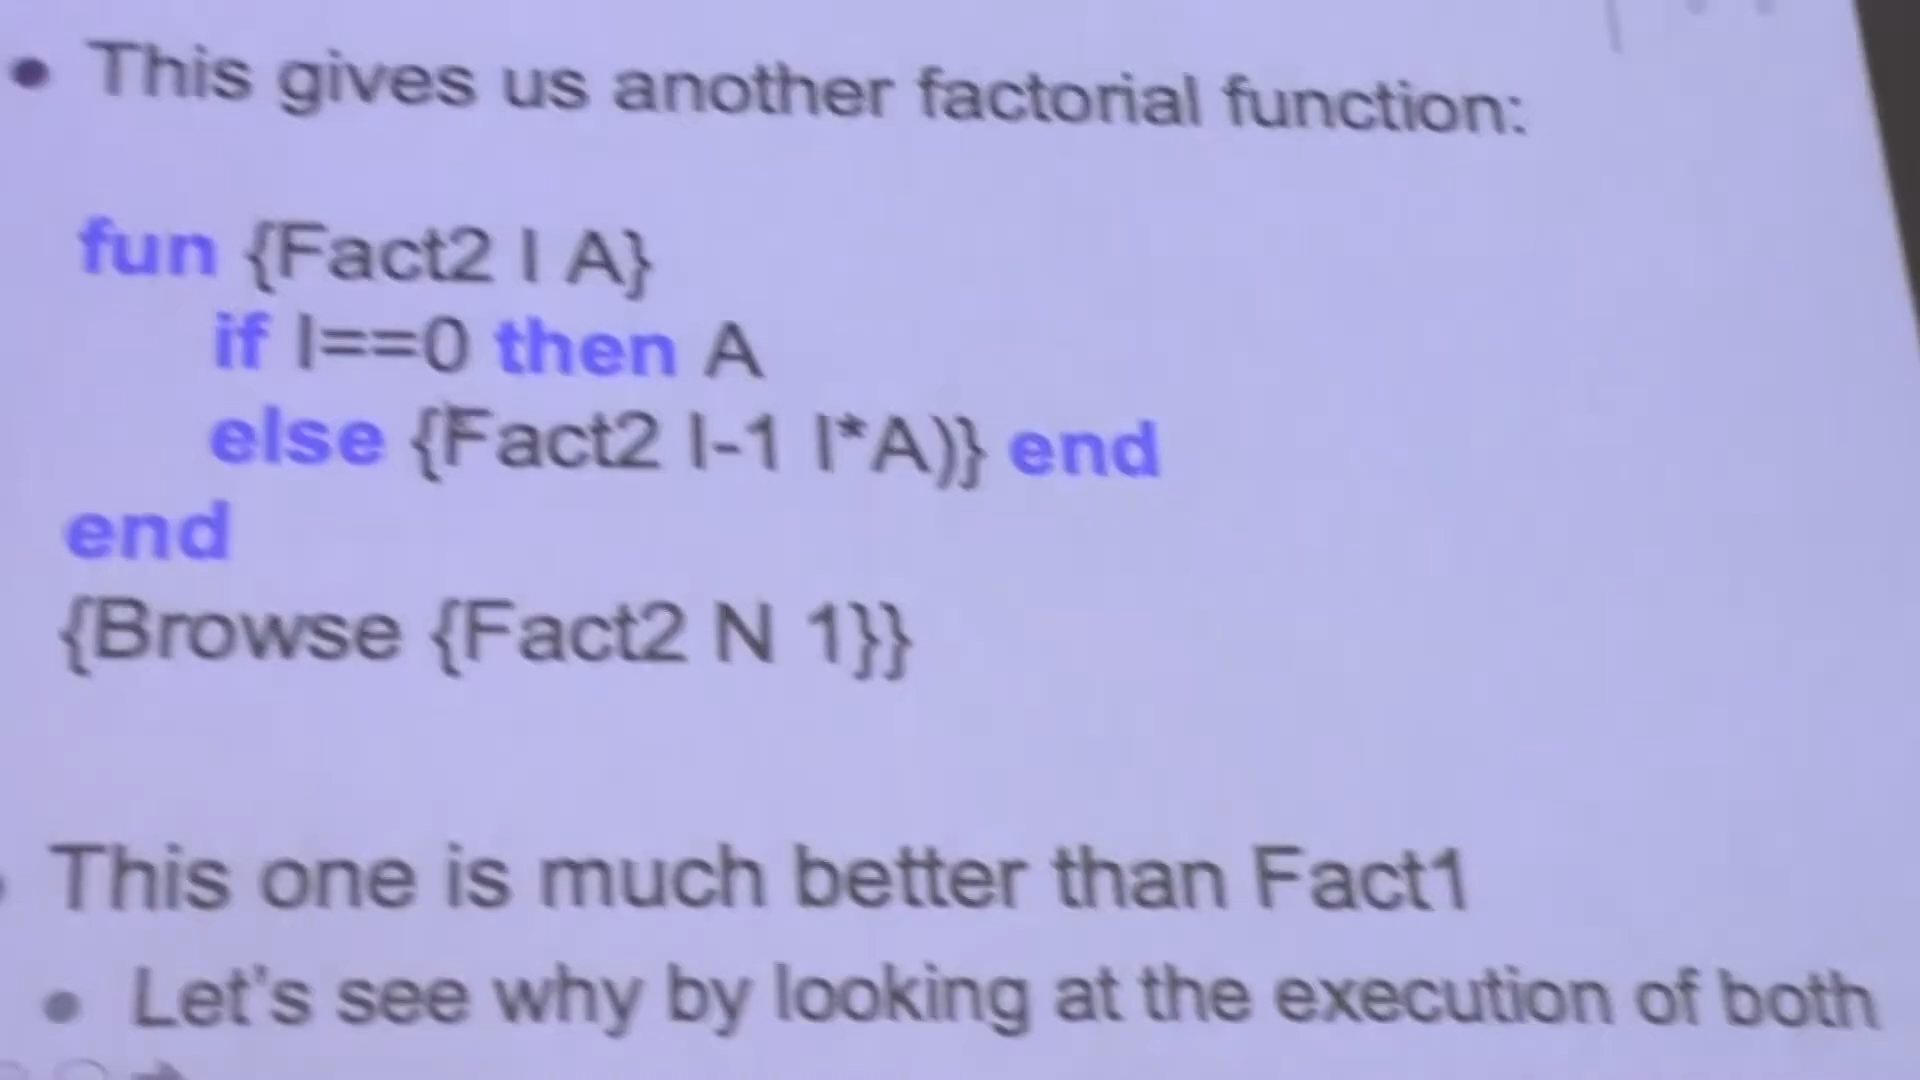 • This gives us another factorial function:
fun {Fact2 I A}
if I==0 then A
else {Fact2 I-1 I*A)} end
end
{Browse {Fact2 N 1}}
This one is much better than Fact1
• Let's see why by looking at the execution of both